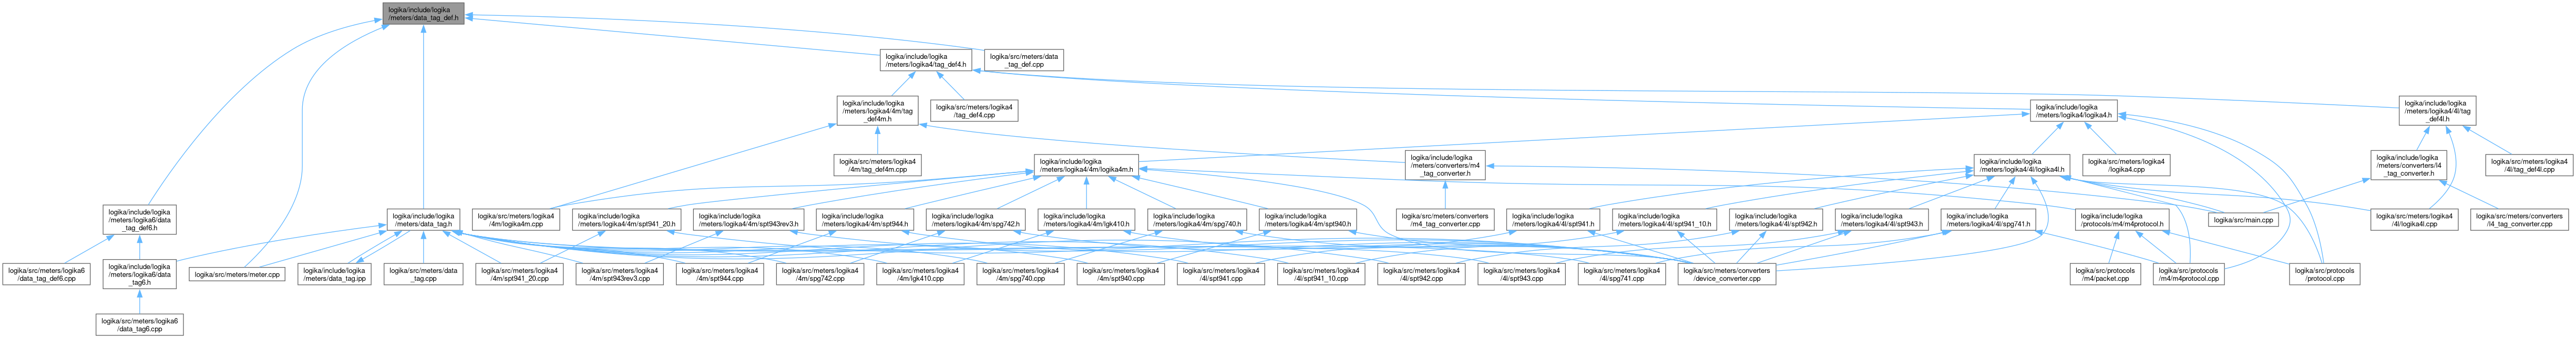 logika/include/logika
/meters/data_tag_def.h
logika/include/logika
/meters/logika4/tag_def4.h
logika/src/meters/data
_tag_def.cpp
logika/include/logika
/meters/logika4/4m/tag
_def4m.h
logika/src/meters/logika4
/tag_def4.cpp
logika/include/logika
/meters/logika4/logika4.h
logika/include/logika
/meters/logika4/4l/tag
_def4l.h
logika/src/meters/logika4
/4m/tag_def4m.cpp
logika/include/logika
/meters/logika4/4m/logika4m.h
logika/include/logika
/meters/converters/m4
_tag_converter.h
logika/include/logika
/meters/logika4/4l/logika4l.h
logika/src/meters/logika4
/logika4.cpp
logika/include/logika
/meters/converters/l4
_tag_converter.h
logika/src/meters/logika4
/4l/tag_def4l.cpp
logika/include/logika
/meters/logika6/data
_tag_def6.h
logika/include/logika
/meters/data_tag.h
logika/src/meters/logika4
/4m/logika4m.cpp
logika/include/logika
/meters/logika4/4m/spt941_20.h
logika/include/logika
/meters/logika4/4m/spt943rev3.h
logika/include/logika
/meters/logika4/4m/spt944.h
logika/include/logika
/meters/logika4/4m/spg742.h
logika/include/logika
/meters/logika4/4m/lgk410.h
logika/include/logika
/meters/logika4/4m/spg740.h
logika/include/logika
/meters/logika4/4m/spt940.h
logika/src/meters/converters
/m4_tag_converter.cpp
logika/include/logika
/meters/logika4/4l/spt941.h
logika/include/logika
/meters/logika4/4l/spt941_10.h
logika/include/logika
/meters/logika4/4l/spt942.h
logika/include/logika
/meters/logika4/4l/spt943.h
logika/include/logika
/meters/logika4/4l/spg741.h
logika/include/logika
/protocols/m4/m4protocol.h
logika/src/main.cpp
logika/src/meters/logika4
/4l/logika4l.cpp
logika/src/meters/converters
/l4_tag_converter.cpp
logika/src/meters/logika6
/data_tag_def6.cpp
logika/include/logika
/meters/logika6/data
_tag6.h
logika/src/meters/meter.cpp
logika/include/logika
/meters/data_tag.ipp
logika/src/meters/data
_tag.cpp
logika/src/meters/logika4
/4m/spt941_20.cpp
logika/src/meters/logika4
/4m/spt943rev3.cpp
logika/src/meters/logika4
/4m/spt944.cpp
logika/src/meters/logika4
/4m/spg742.cpp
logika/src/meters/logika4
/4m/lgk410.cpp
logika/src/meters/logika4
/4m/spg740.cpp
logika/src/meters/logika4
/4m/spt940.cpp
logika/src/meters/logika4
/4l/spt941.cpp
logika/src/meters/logika4
/4l/spt941_10.cpp
logika/src/meters/logika4
/4l/spt942.cpp
logika/src/meters/logika4
/4l/spt943.cpp
logika/src/meters/logika4
/4l/spg741.cpp
logika/src/meters/converters
/device_converter.cpp
logika/src/protocols
/m4/packet.cpp
logika/src/protocols
/m4/m4protocol.cpp
logika/src/protocols
/protocol.cpp
logika/src/meters/logika6
/data_tag6.cpp